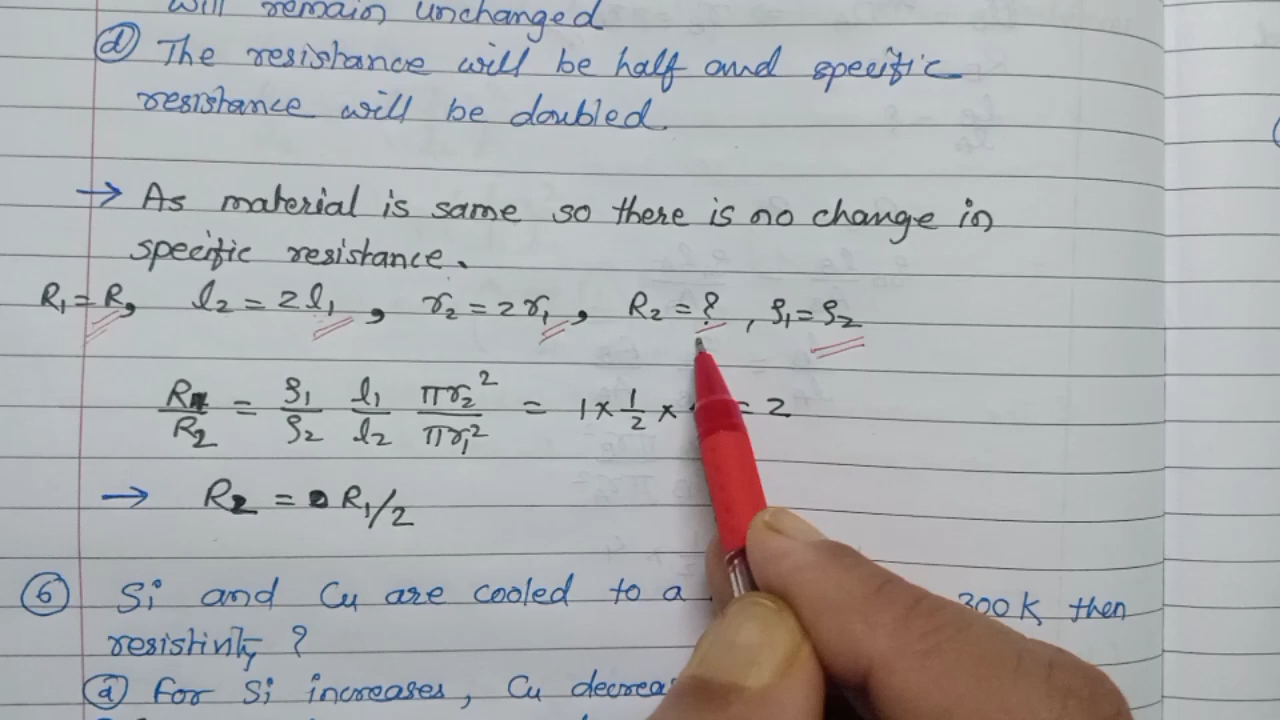 will remain unchanged
ⓓ The resistance will be half and specific
resistance will be doubled.
→ As material is same so there is no change in
specific resistance.
R₁ = R, l₂ = 2l₁, r₂ = 2r₁, R₂ = ?, ρ₁ = ρ₂
R₁/R₂ = ρ₁/ρ₂ l₁/l₂ πr₂²/πr₁² = 1 × 1/2 × = 2
→ R₂ = R₁/2
⑥ Si and Cu are cooled to a 300 K then
resistivity ?
ⓐ For Si increases, Cu